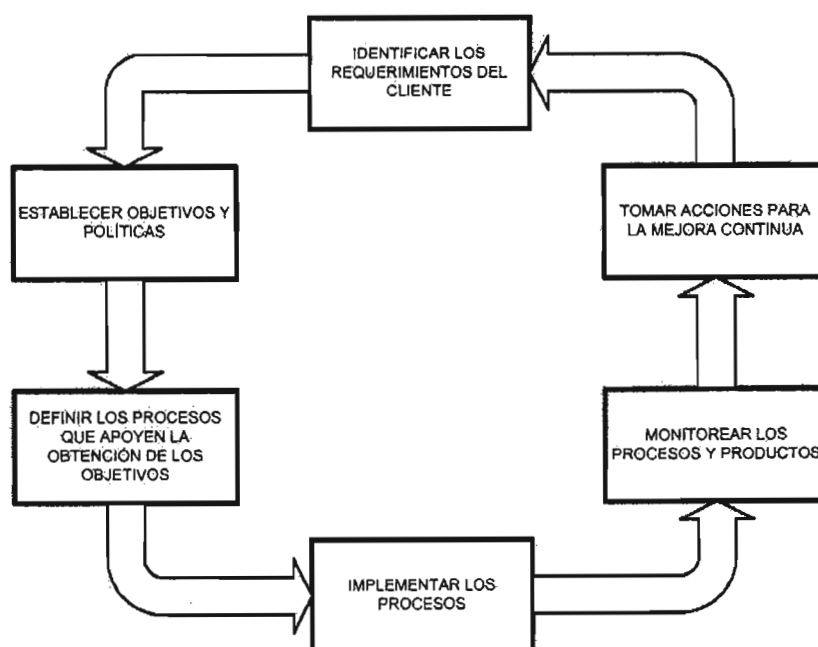 IDENTIFICAR LOS
REQUERIMIENTOS DEL
CLIENTE
ESTABLECER OBJETIVOS Y
POLÍTICAS
DEFINIR LOS PROCESOS
QUE APOYEN LA
OBTENCIÓN DE LOS
OBJETIVOS
IMPLEMENTAR LOS
PROCESOS
MONITOREAR LOS
PROCESOS Y PRODUCTOS
TOMAR ACCIONES PARA
LA MEJORA CONTINUA